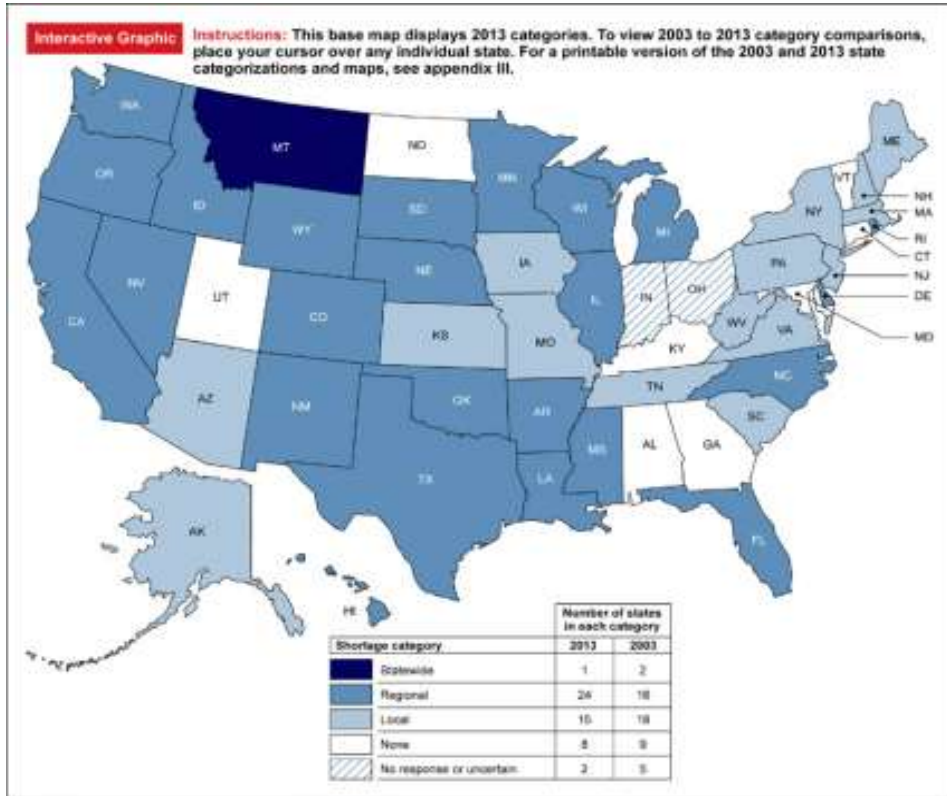 Interactive Graphic
Instructions: This base map displays 2013 categories. To view 2003 to 2013 category comparisons,
place your cursor over any individual state. For a printable version of the 2003 and 2013 state
categorizations and maps, see appendix III.
WA
MT
ND
MN
ME
VT
OR
ID
WY
SD
WI
MI
NY
NH
MA
RI
CT
NJ
DE
MD
NV
UT
CO
NE
IA
IL
IN
OH
PA
CA
KS
MO
KY
WV
VA
AZ
NM
OK
AR
TN
NC
SC
TX
LA
MS
AL
GA
FL
AK
HI
Number of states
in each category
Shortage category 2013 2003
Statewide 1 2
Regional 24
Local 15
None 8 9
No response or uncertain 2 5